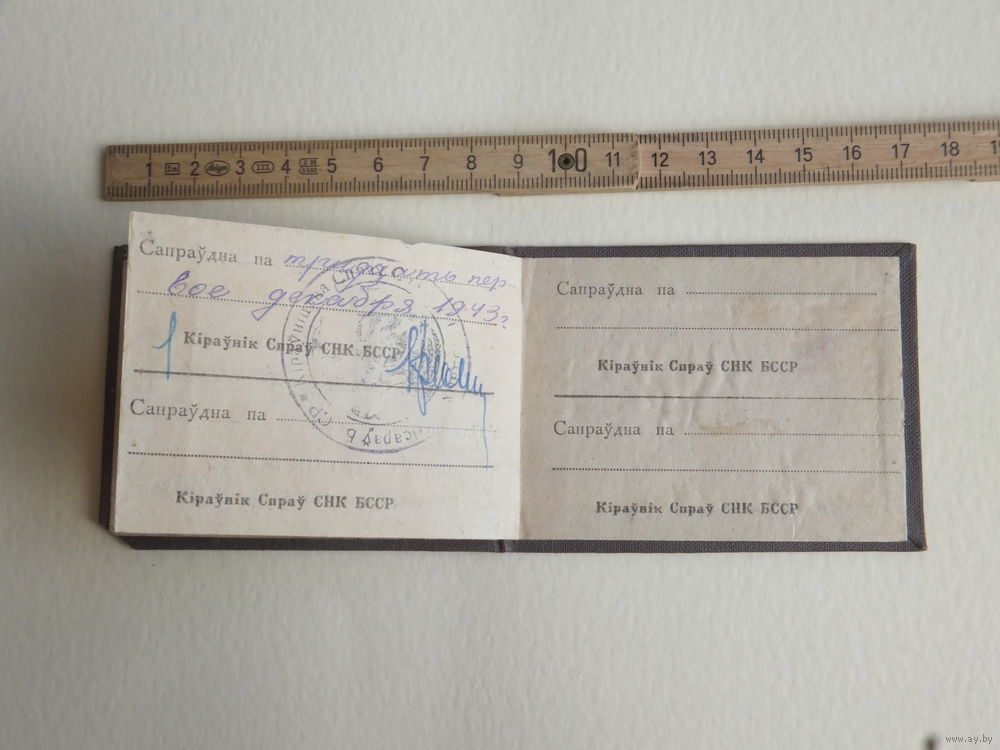 1 2 3 4 5 6 7 8 9 10 11 12 13 14 15 16 17 18
Сапраўдна па тридцать пер-
вое декабря 1943 г.
Кіраўнік Спраў СНК БССР
Сапраўдна па
Кіраўнік Спраў СНК БССР
Сапраўдна па
Кіраўнік Спраў СНК БССР
Сапраўдна па
Кіраўнік Спраў СНК БССР
www.ay.by